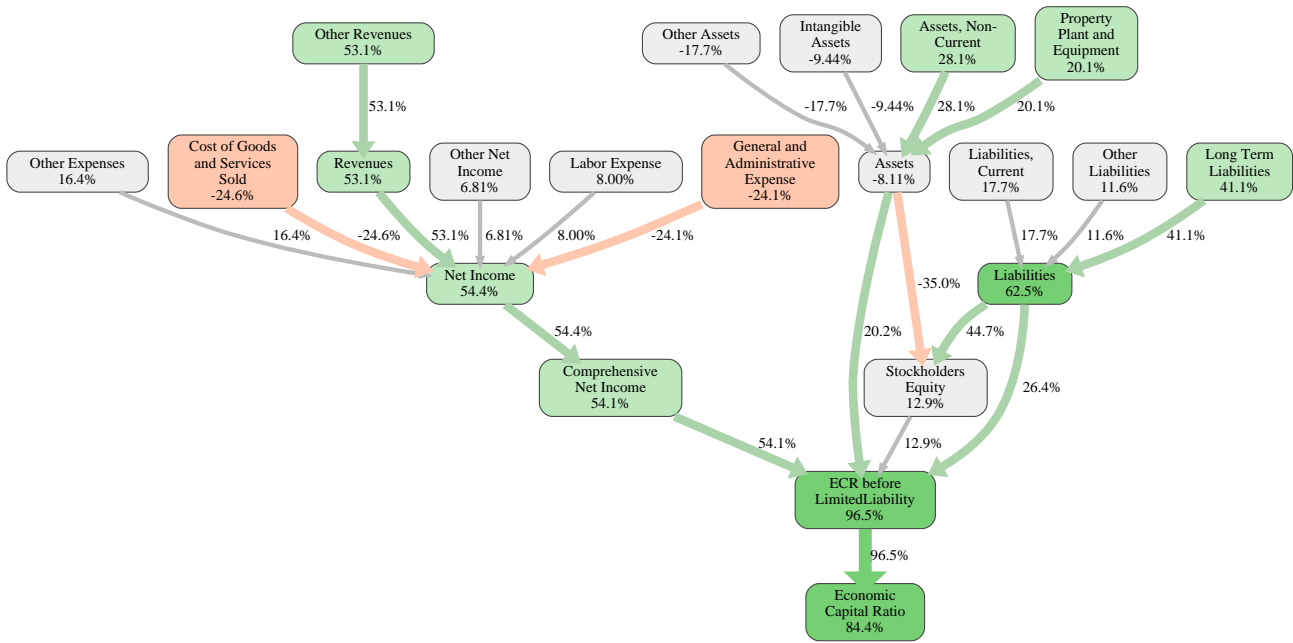 Other Revenues
53.1%
Other Assets
-17.7%
Intangible
Assets
-9.44%
Assets, Non-
Current
28.1%
Property
Plant and
Equipment
20.1%
53.1%
-17.7%
-9.44%
28.1%
20.1%
Other Expenses
16.4%
Cost of Goods
and Services
Sold
-24.6%
Revenues
53.1%
Other Net
Income
6.81%
Labor Expense
8.00%
General and
Administrative
Expense
-24.1%
Assets
-8.11%
Liabilities,
Current
17.7%
Other
Liabilities
11.6%
Long Term
Liabilities
41.1%
16.4%
-24.6%
53.1%
6.81%
8.00%
-24.1%
17.7%
11.6%
41.1%
Net Income
54.4%
-35.0%
Liabilities
62.5%
54.4%
20.2%
44.7%
Comprehensive
Net Income
54.1%
Stockholders
Equity
12.9%
26.4%
54.1%
12.9%
ECR before
LimitedLiability
96.5%
96.5%
Economic
Capital Ratio
84.4%